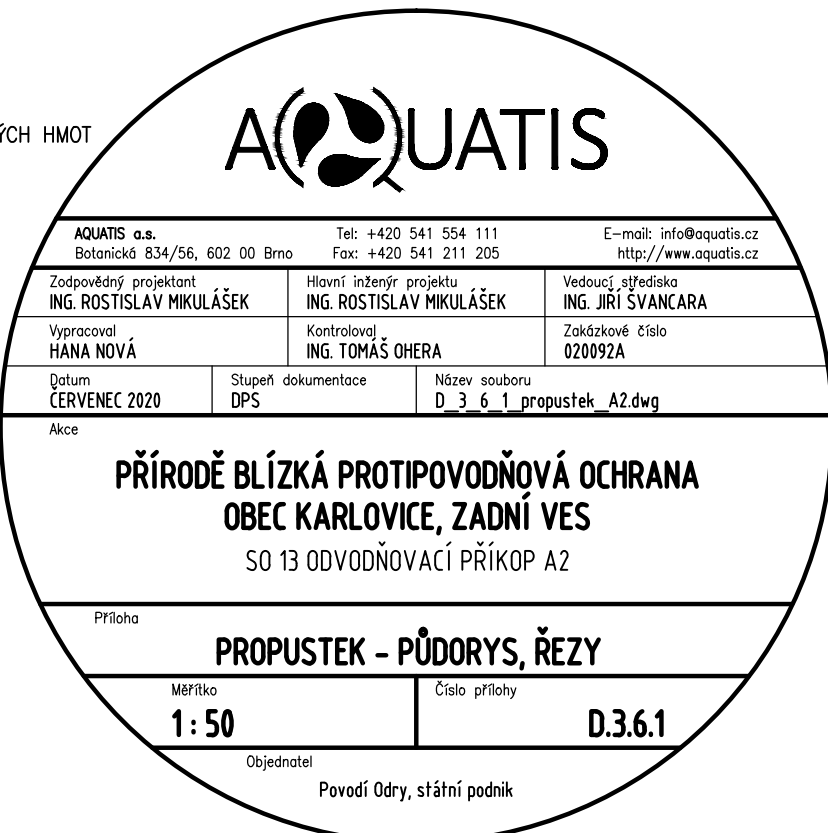 ÝCH HMOT
AQUATIS
AQUATIS a.s. Tel: +420 541 554 111 E-mail: info@aquatis.cz
Botanická 834/56, 602 00 Brno Fax: +420 541 211 205 http://www.aquatis.cz
Zodpovědný projektant Hlavní inženýr projektu Vedoucí střediska
ING. ROSTISLAV MIKULÁŠEK ING. ROSTISLAV MIKULÁŠEK ING. JIŘÍ ŠVANCARA
Vypracoval Kontroloval Zakázkové číslo
HANA NOVÁ ING. TOMÁŠ OHERA 020092A
Datum Stupeň dokumentace Název souboru
ČERVENEC 2020 DPS D_3_6_1_propustek_A2.dwg
Akce
PŘÍRODĚ BLÍZKÁ PROTIPOVODŇOVÁ OCHRANA
OBEC KARLOVICE, ZADNÍ VES
SO 13 ODVODŇOVACÍ PŘÍKOP A2
Příloha
PROPUSTEK - PŮDORYS, ŘEZY
Měřítko Číslo přílohy
1:50 D.3.6.1
Objednatel
Povodí Odry, státní podnik